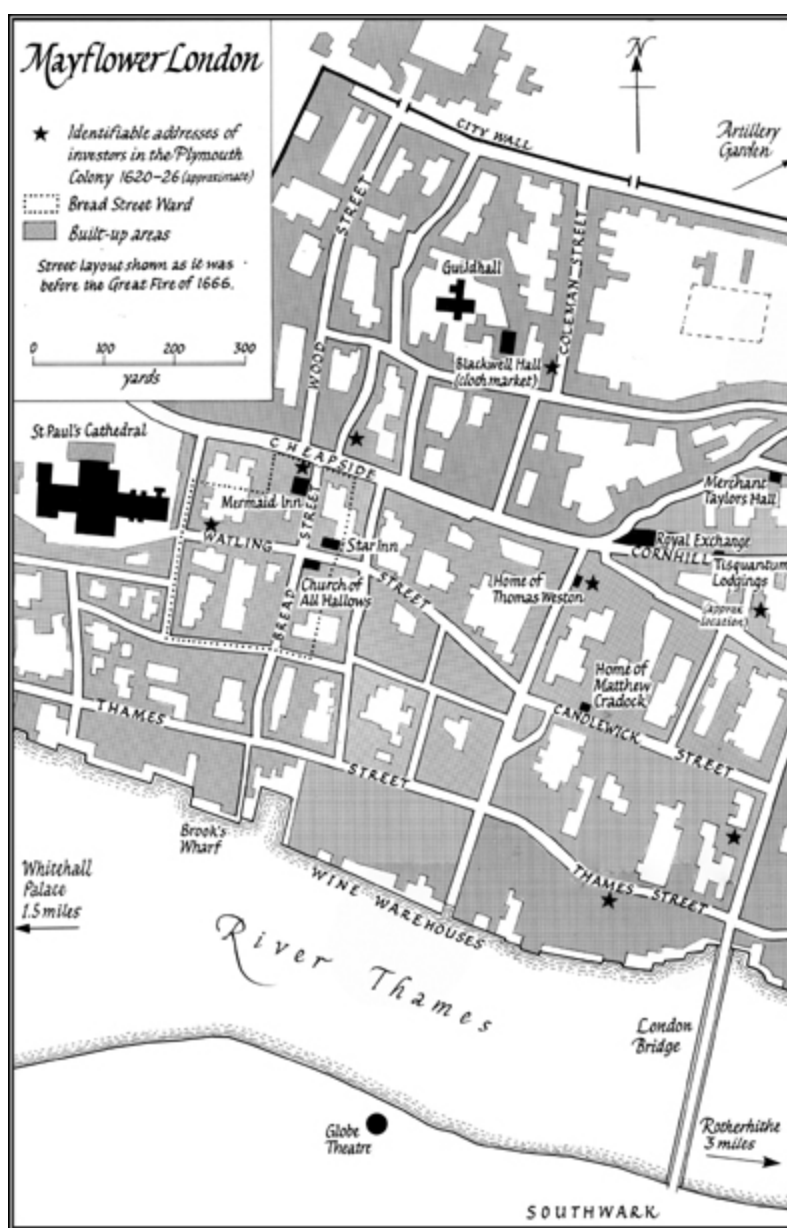 Mayflower London
Identifiable addresses of
investors in the Plymouth
Colony 1620-26 (approximate)
Bread Street Ward
Built-up areas
Street layout shown as it was
before the Great Fire of 1666.
0 100 200 300
yards
N
CITY WALL
Artillery
Garden
STREET
WOOD
COLEMAN STREET
Guildhall
Blackwell Hall
(cloth market)
St Paul's Cathedral
CHEAPSIDE
Mermaid Inn
STREET
BREAD
WATLING
STREET
Star Inn
Church of
All Hallows
Merchant
Taylors Hall
Royal Exchange
CORNHILL
Tisquantum
Lodgings
(approx
location)
Home of
Thomas Weston
Home of
Matthew
Cradock
CANDLEWICK
STREET
THAMES
STREET
THAMES STREET
Brook's
Wharf
Whitehall
Palace
1.5 miles
WINE WAREHOUSES
River Thames
London
Bridge
Globe
Theatre
Rotherhithe
3 miles
SOUTHWARK